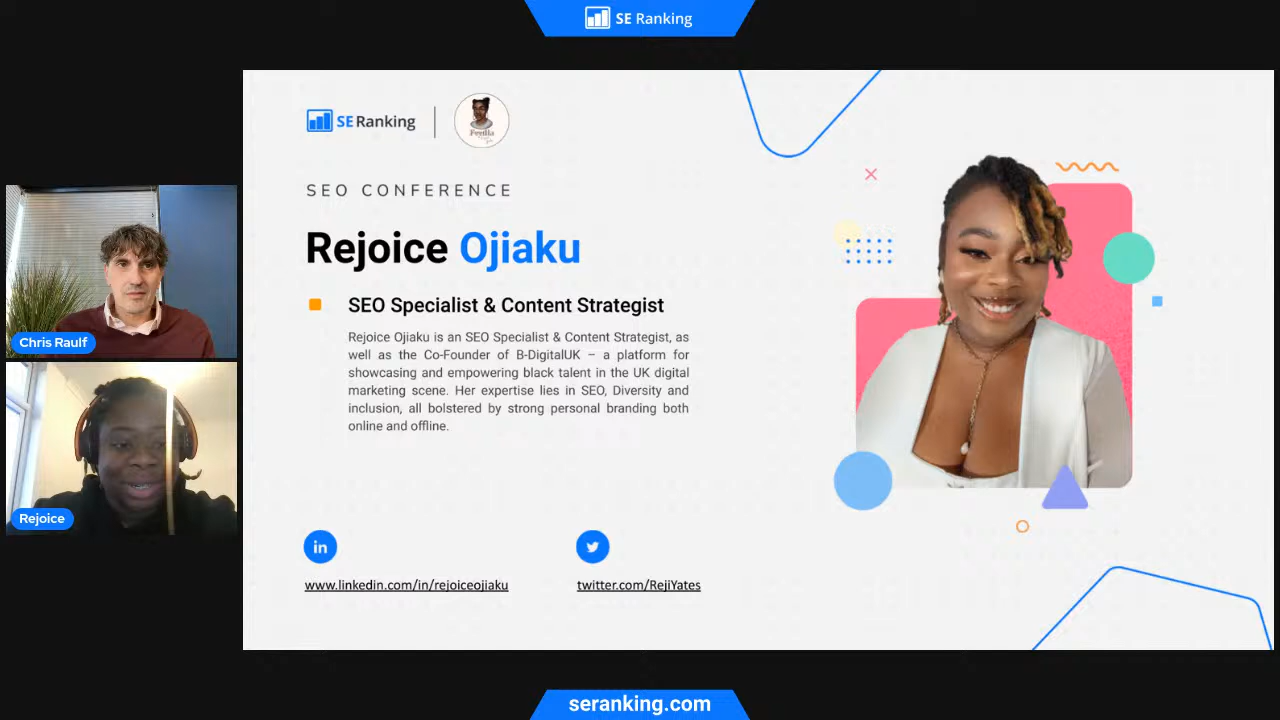 SE Ranking
SE Ranking
Feedia
SEO CONFERENCE
Rejoice Ojiaku
SEO Specialist & Content Strategist
Rejoice Ojiaku is an SEO Specialist & Content Strategist, as
well as the Co-Founder of B-DigitalUK – a platform for
showcasing and empowering black talent in the UK digital
marketing scene. Her expertise lies in SEO, Diversity and
inclusion, all bolstered by strong personal branding both
online and offline.
Chris Raulf
Rejoice
in
www.linkedin.com/in/rejoiceojiaku
twitter.com/RejiYates
seranking.com